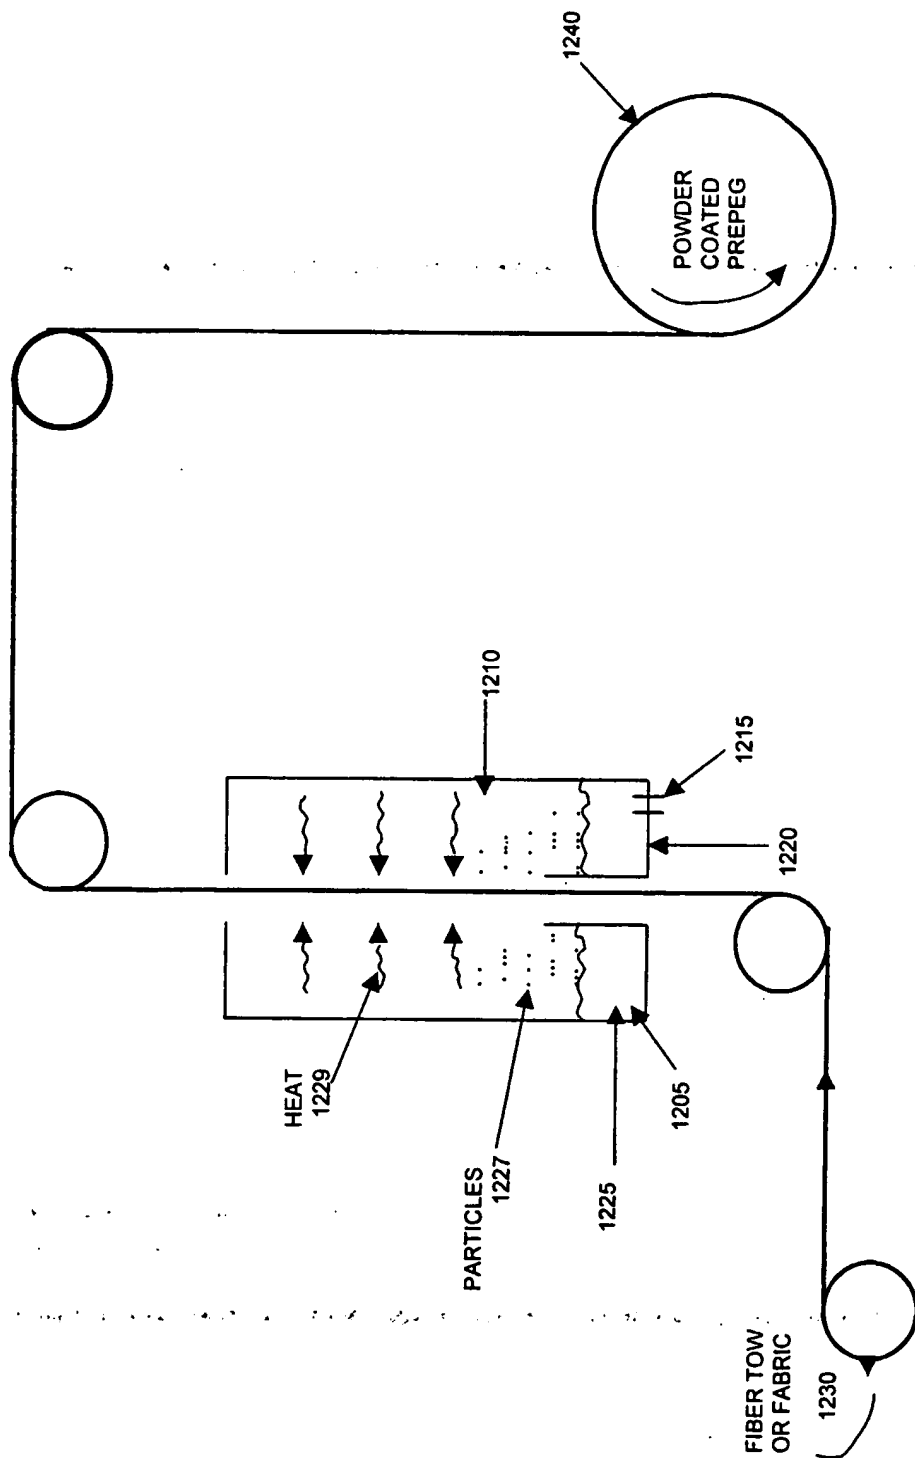 1240
POWDER
COATED
PREPEG
1210
1215
1220
HEAT
1229
PARTICLES
1227
1225
1205
FIBER TOW
OR FABRIC
1230